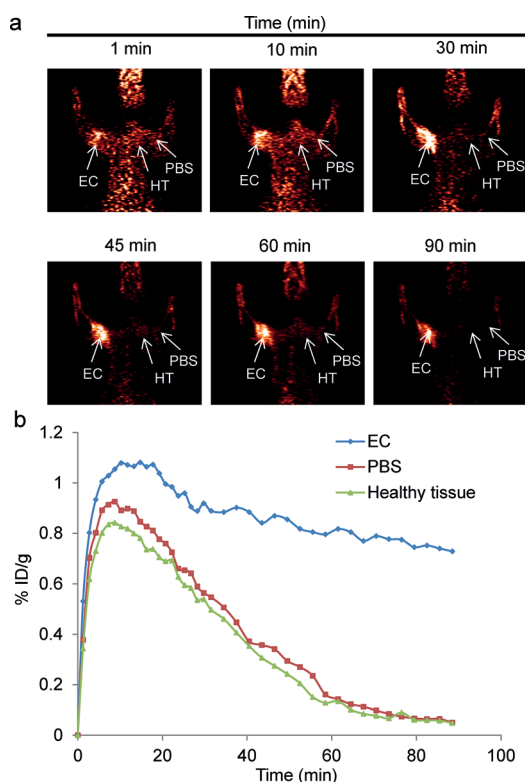 a
Time (min)
1 min 10 min 30 min
EC HT PBS EC HT PBS EC HT PBS
45 min 60 min 90 min
EC HT PBS EC HT PBS EC HT PBS
b
1.2
1
0.8
0.6
0.4
0.2
0
% ID/g
EC
PBS
Healthy tissue
0 20 40 60 80 100
Time (min)